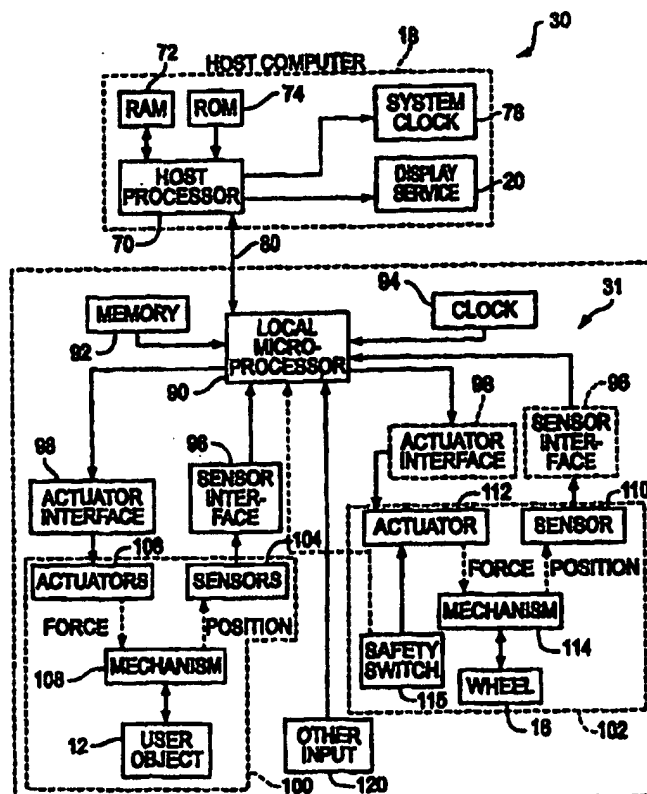 30
72
HOST COMPUTER
18
RAM
ROM
74
SYSTEM
CLOCK
78
HOST
PROCESSOR
DISPLAY
SERVICE
70
80
20
MEMORY
92
94
CLOCK
31
LOCAL
MICRO-
PROCESSOR
90
98
ACTUATOR
INTERFACE
96
SENSOR
INTER-
FACE
98
ACTUATOR
INTERFACE
96
SENSOR
INTER-
FACE
106
ACTUATORS
104
SENSORS
112
ACTUATOR
110
SENSOR
FORCE
POSITION
FORCE
POSITION
108
MECHANISM
MECHANISM
114
SAFETY
SWITCH
115
WHEEL
16
12
USER
OBJECT
100
OTHER
INPUT
120
102